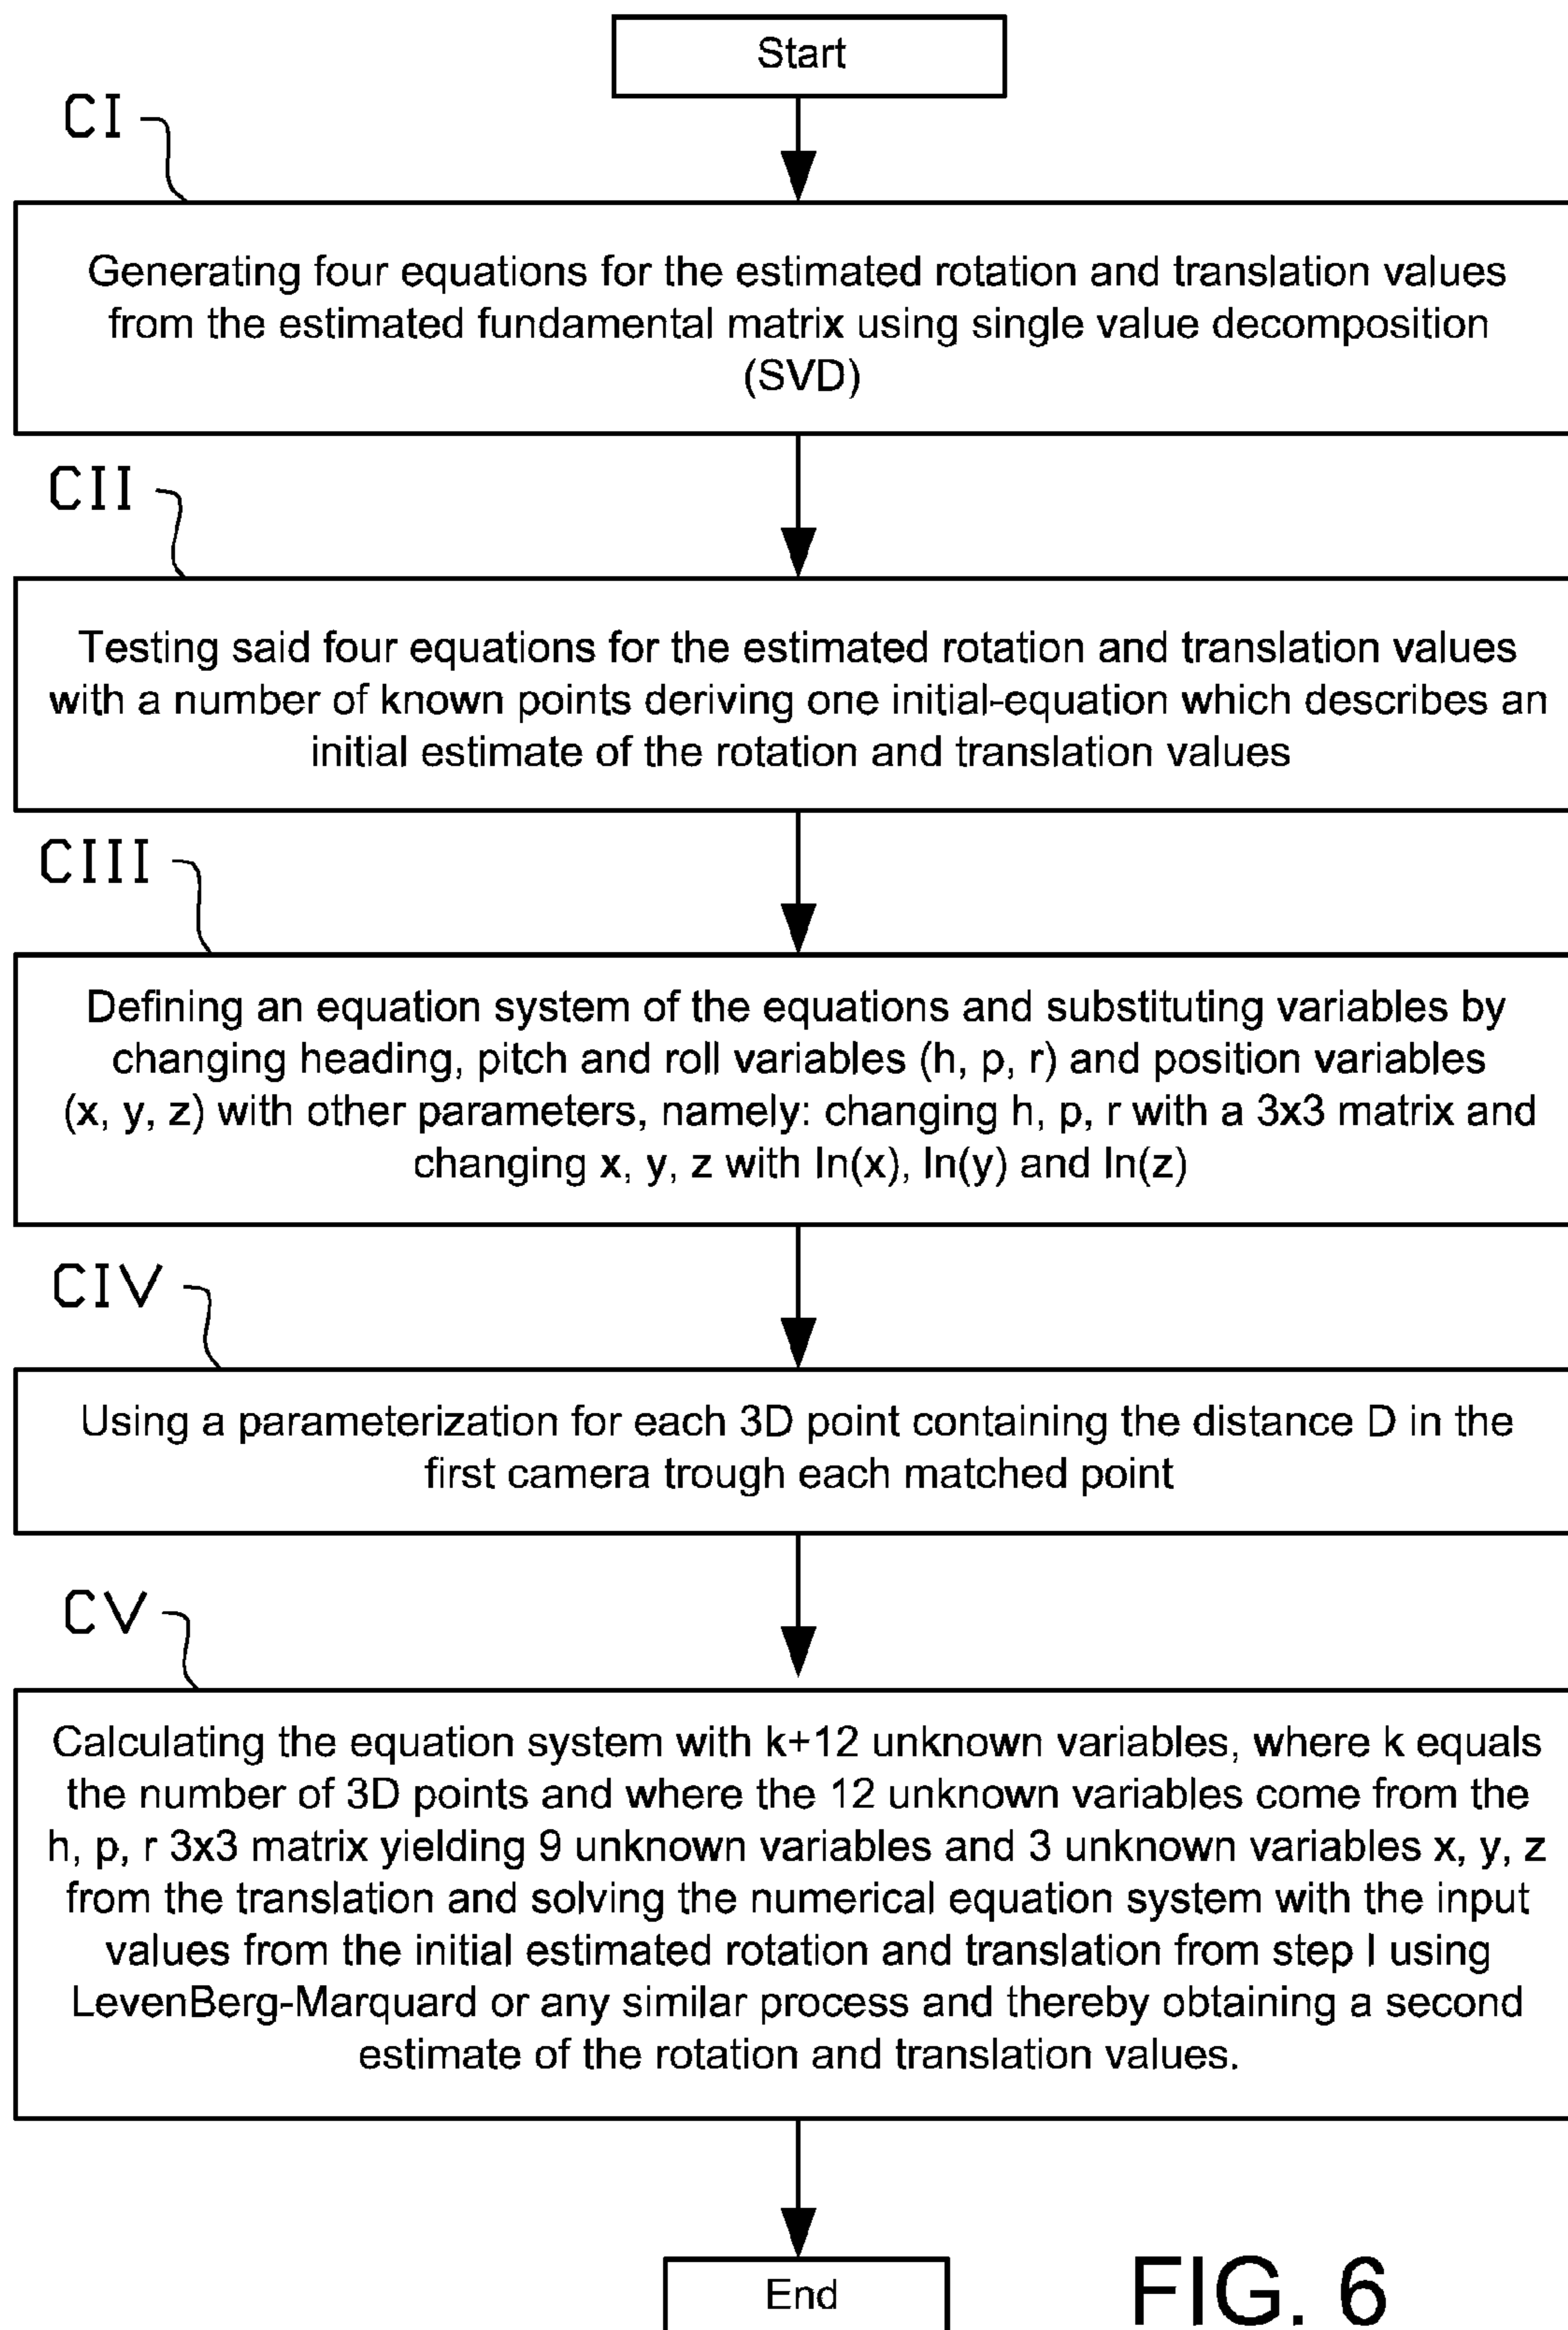 Start
CI
Generating four equations for the estimated rotation and translation values
from the estimated fundamental matrix using single value decomposition
(SVD)
CII
Testing said four equations for the estimated rotation and translation values
with a number of known points deriving one initial-equation which describes an
initial estimate of the rotation and translation values
CIII
Defining an equation system of the equations and substituting variables by
changing heading, pitch and roll variables (h, p, r) and position variables
(x, y, z) with other parameters, namely: changing h, p, r with a 3x3 matrix and
changing x, y, z with ln(x), ln(y) and ln(z)
CIV
Using a parameterization for each 3D point containing the distance D in the
first camera trough each matched point
CV
Calculating the equation system with k+12 unknown variables, where k equals
the number of 3D points and where the 12 unknown variables come from the
h, p, r 3x3 matrix yielding 9 unknown variables and 3 unknown variables x, y, z
from the translation and solving the numerical equation system with the input
values from the initial estimated rotation and translation from step I using
LevenBerg-Marquard or any similar process and thereby obtaining a second
estimate of the rotation and translation values.
End
FIG. 6